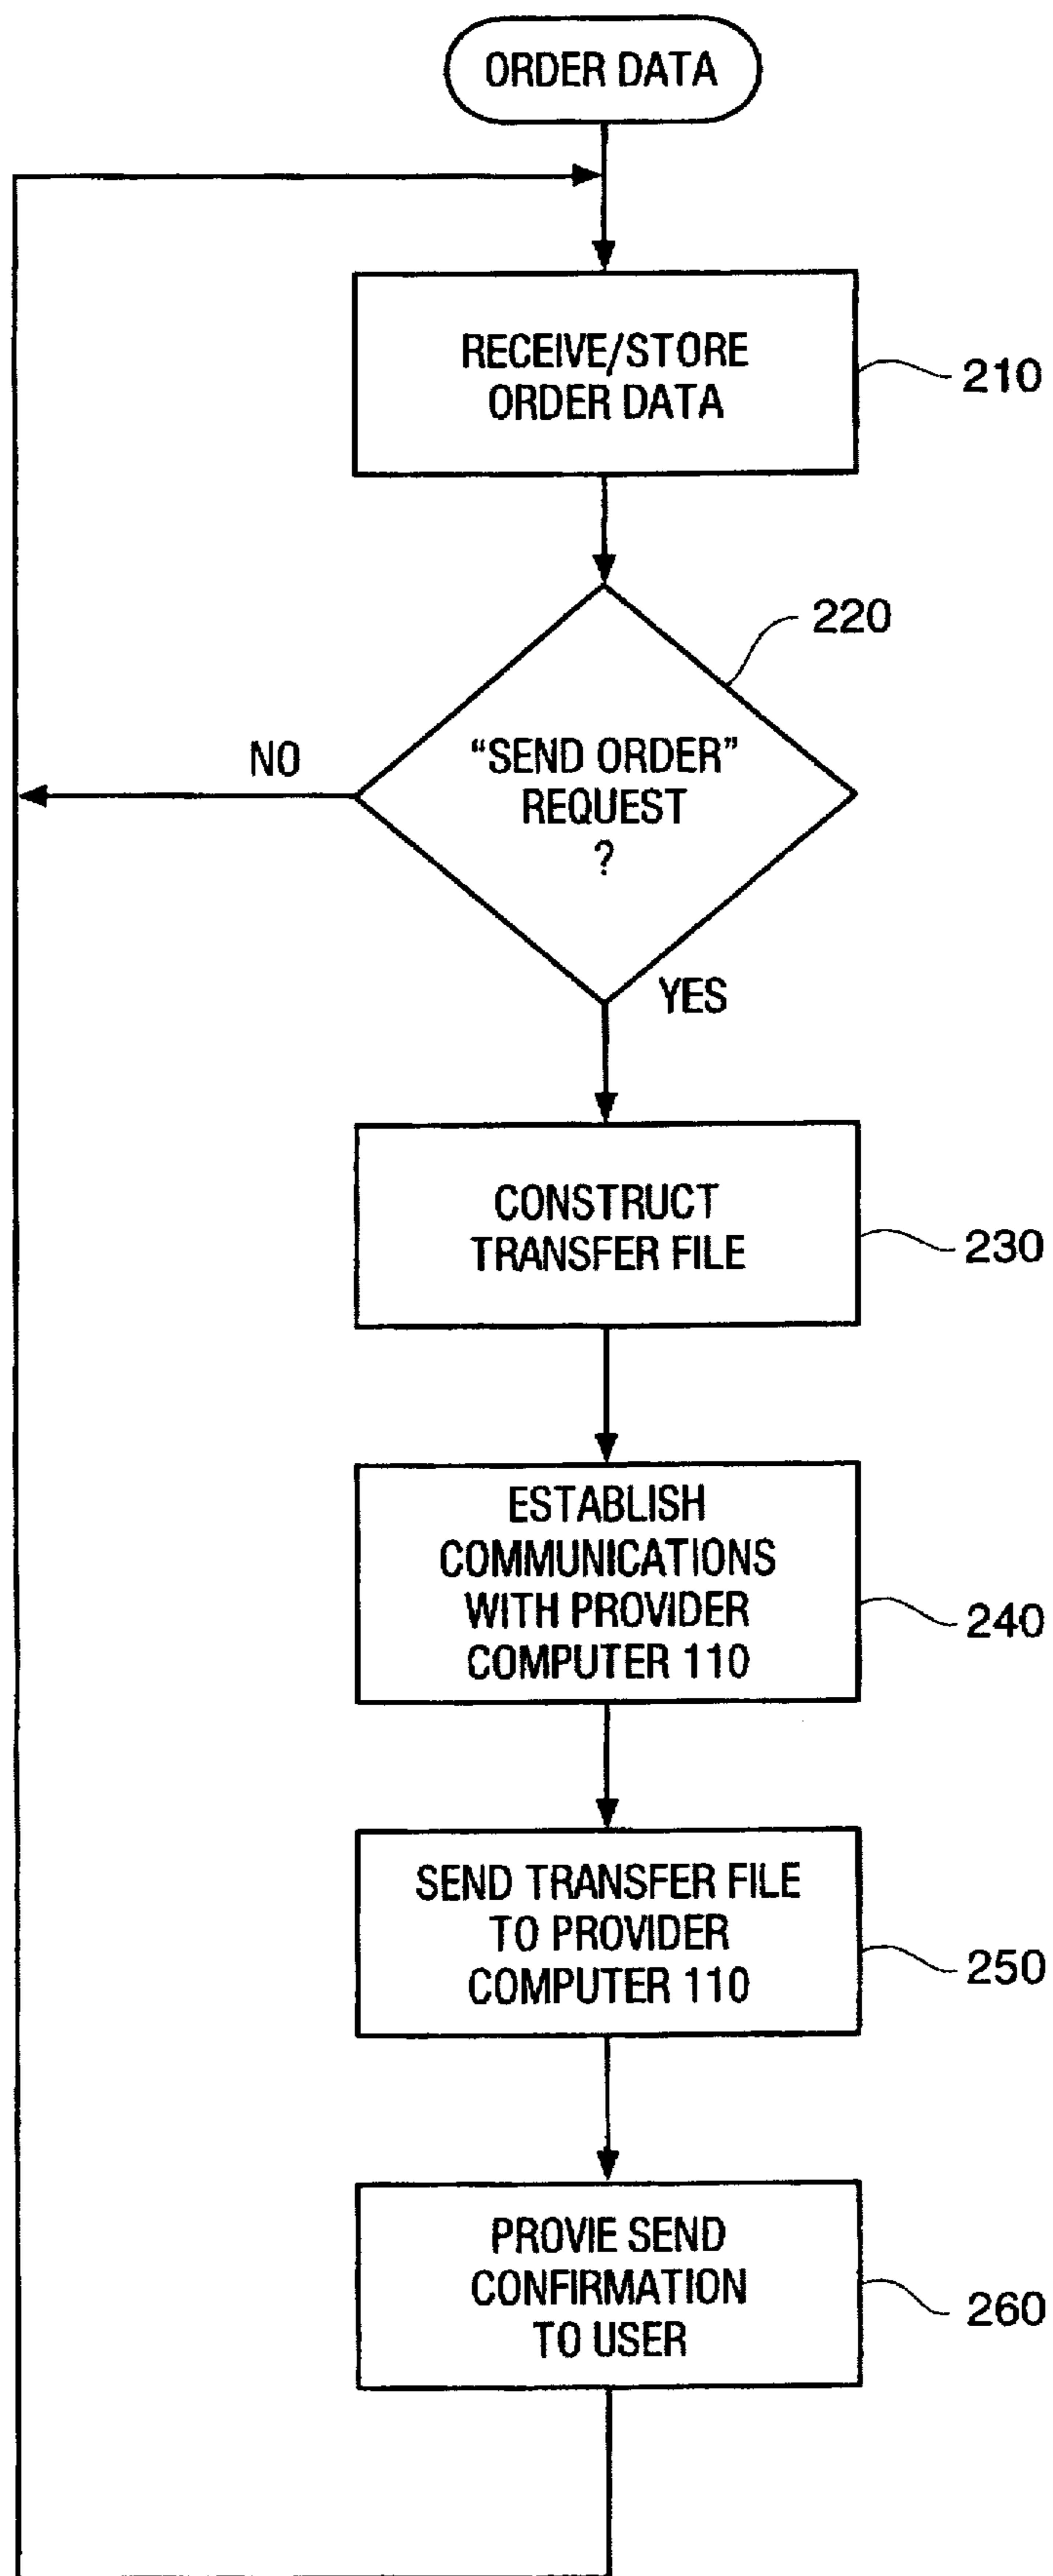 ORDER DATA
RECEIVE/STORE
ORDER DATA
210
220
“SEND ORDER”
REQUEST
?
NO
YES
CONSTRUCT
TRANSFER FILE
230
ESTABLISH
COMMUNICATIONS
WITH PROVIDER
COMPUTER 110
240
SEND TRANSFER FILE
TO PROVIDER
COMPUTER 110
250
PROVIE SEND
CONFIRMATION
TO USER
260